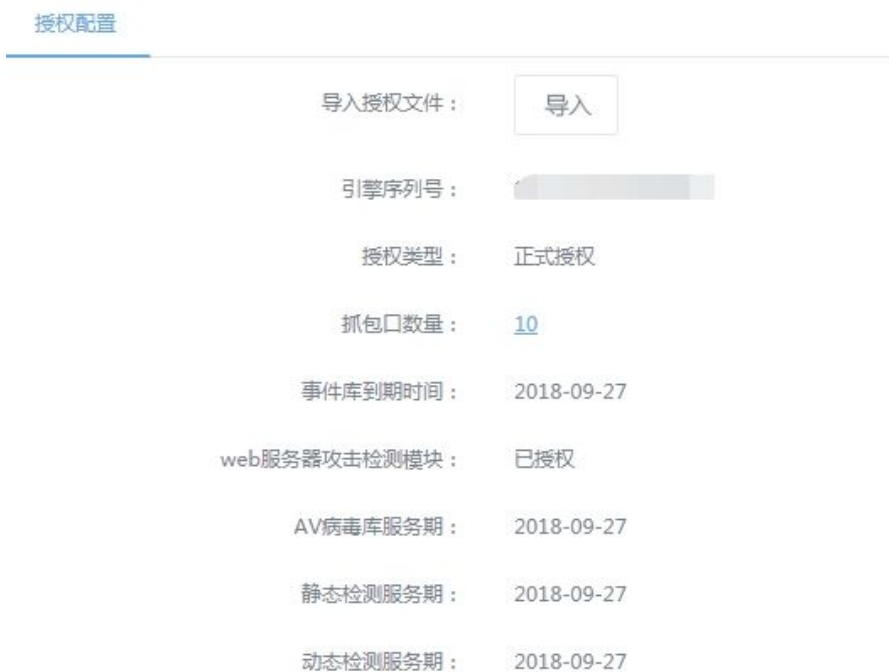 授权配置
导入授权文件： 导入
引擎序列号：
授权类型： 正式授权
抓包口数量： 10
事件库到期时间： 2018-09-27
web服务器攻击检测模块： 已授权
AV病毒库服务期： 2018-09-27
静态检测服务期： 2018-09-27
动态检测服务期： 2018-09-27